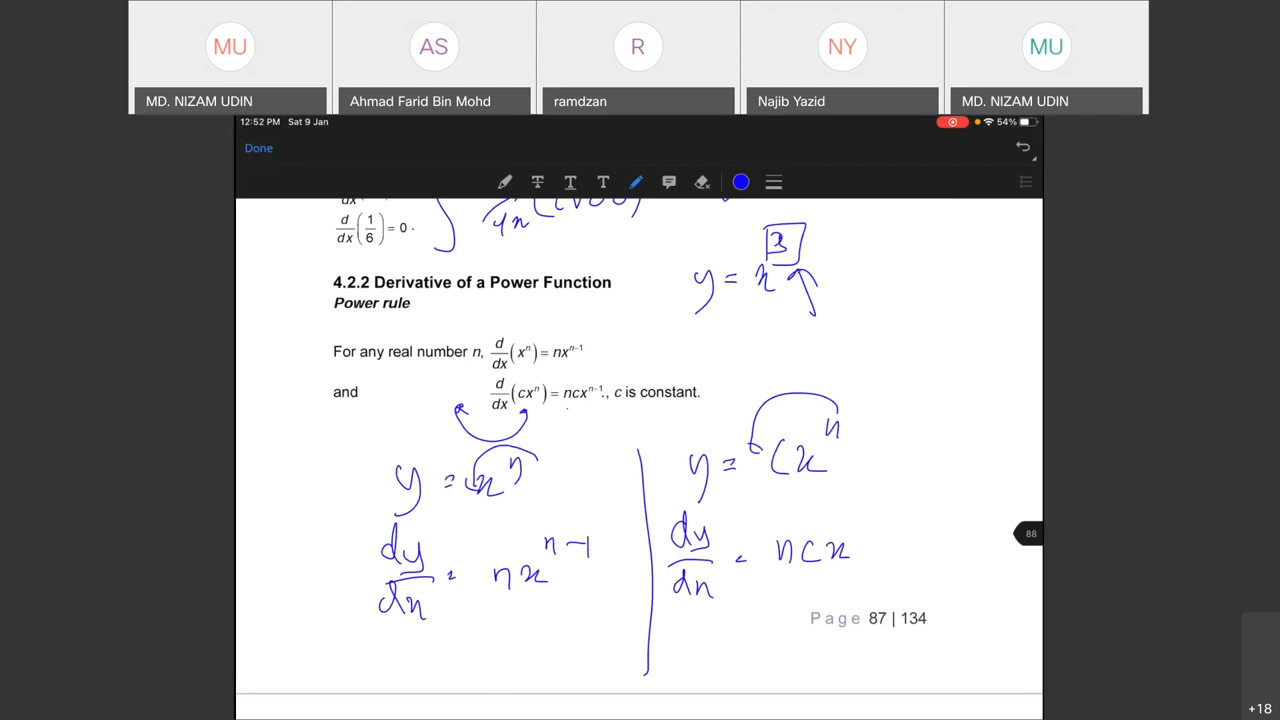 MU AS R NY MU
MD. NIZAM UDIN Ahmad Farid Bin Mohd ramdzan Najib Yazid MD. NIZAM UDIN
12:52 PM Sat 9 Jan 54%
Done
d/dx (1/6) = 0 .
4.2.2 Derivative of a Power Function
Power rule
y = x^3
For any real number n, d/dx (x^n) = nx^{n-1}
and d/dx (cx^n) = ncx^{n-1}., c is constant.
y = x^n
dy/dx = nx^{n-1}
y = Cx^n
dy/dx = ncx
88
Page 87 | 134
+18